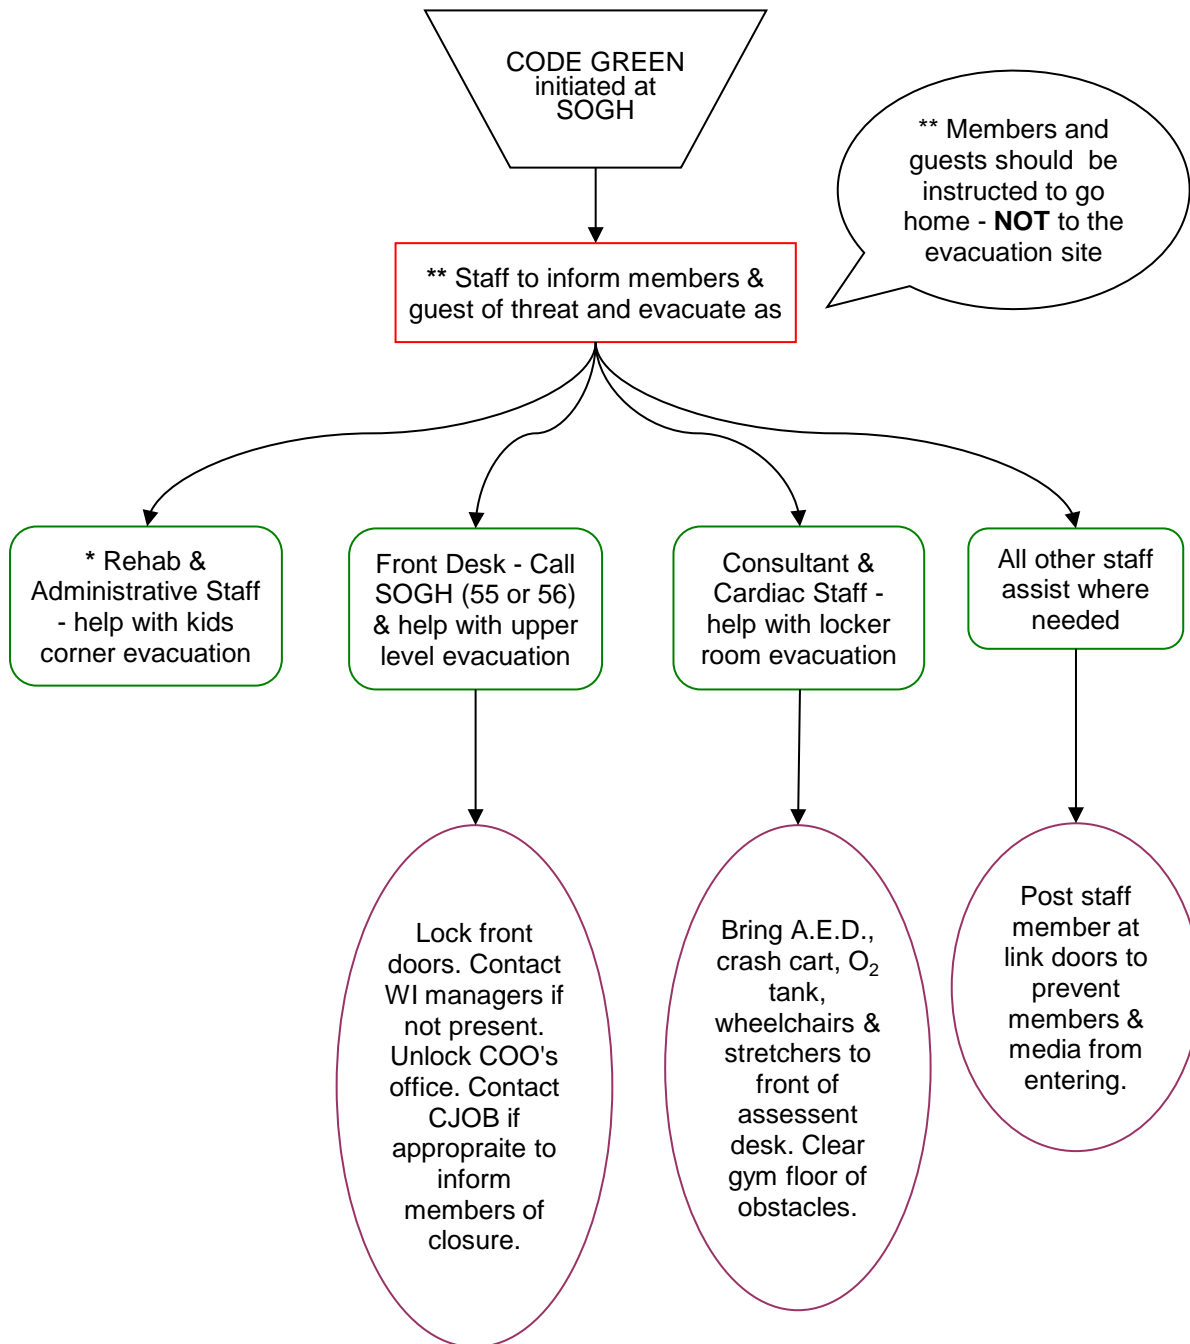 CODE GREEN
initiated at
SOGH
** Members and
guests should  be
instructed to go
home - NOT to the
evacuation site
** Staff to inform members &
guest of threat and evacuate as
* Rehab &
Administrative Staff
- help with kids
corner evacuation
Front Desk - Call
SOGH (55 or 56)
& help with upper
level evacuation
Consultant &
Cardiac Staff -
help with locker
room evacuation
All other staff
assist where
needed
Lock front
doors. Contact
WI managers if
not present.
Unlock COO's
office. Contact
CJOB if
appropraite to
inform
members of
closure.
Bring A.E.D.,
crash cart, O₂
tank,
wheelchairs &
stretchers to
front of
assessent
desk. Clear
gym floor of
obstacles.
Post staff
member at
link doors to
prevent
members &
media from
entering.